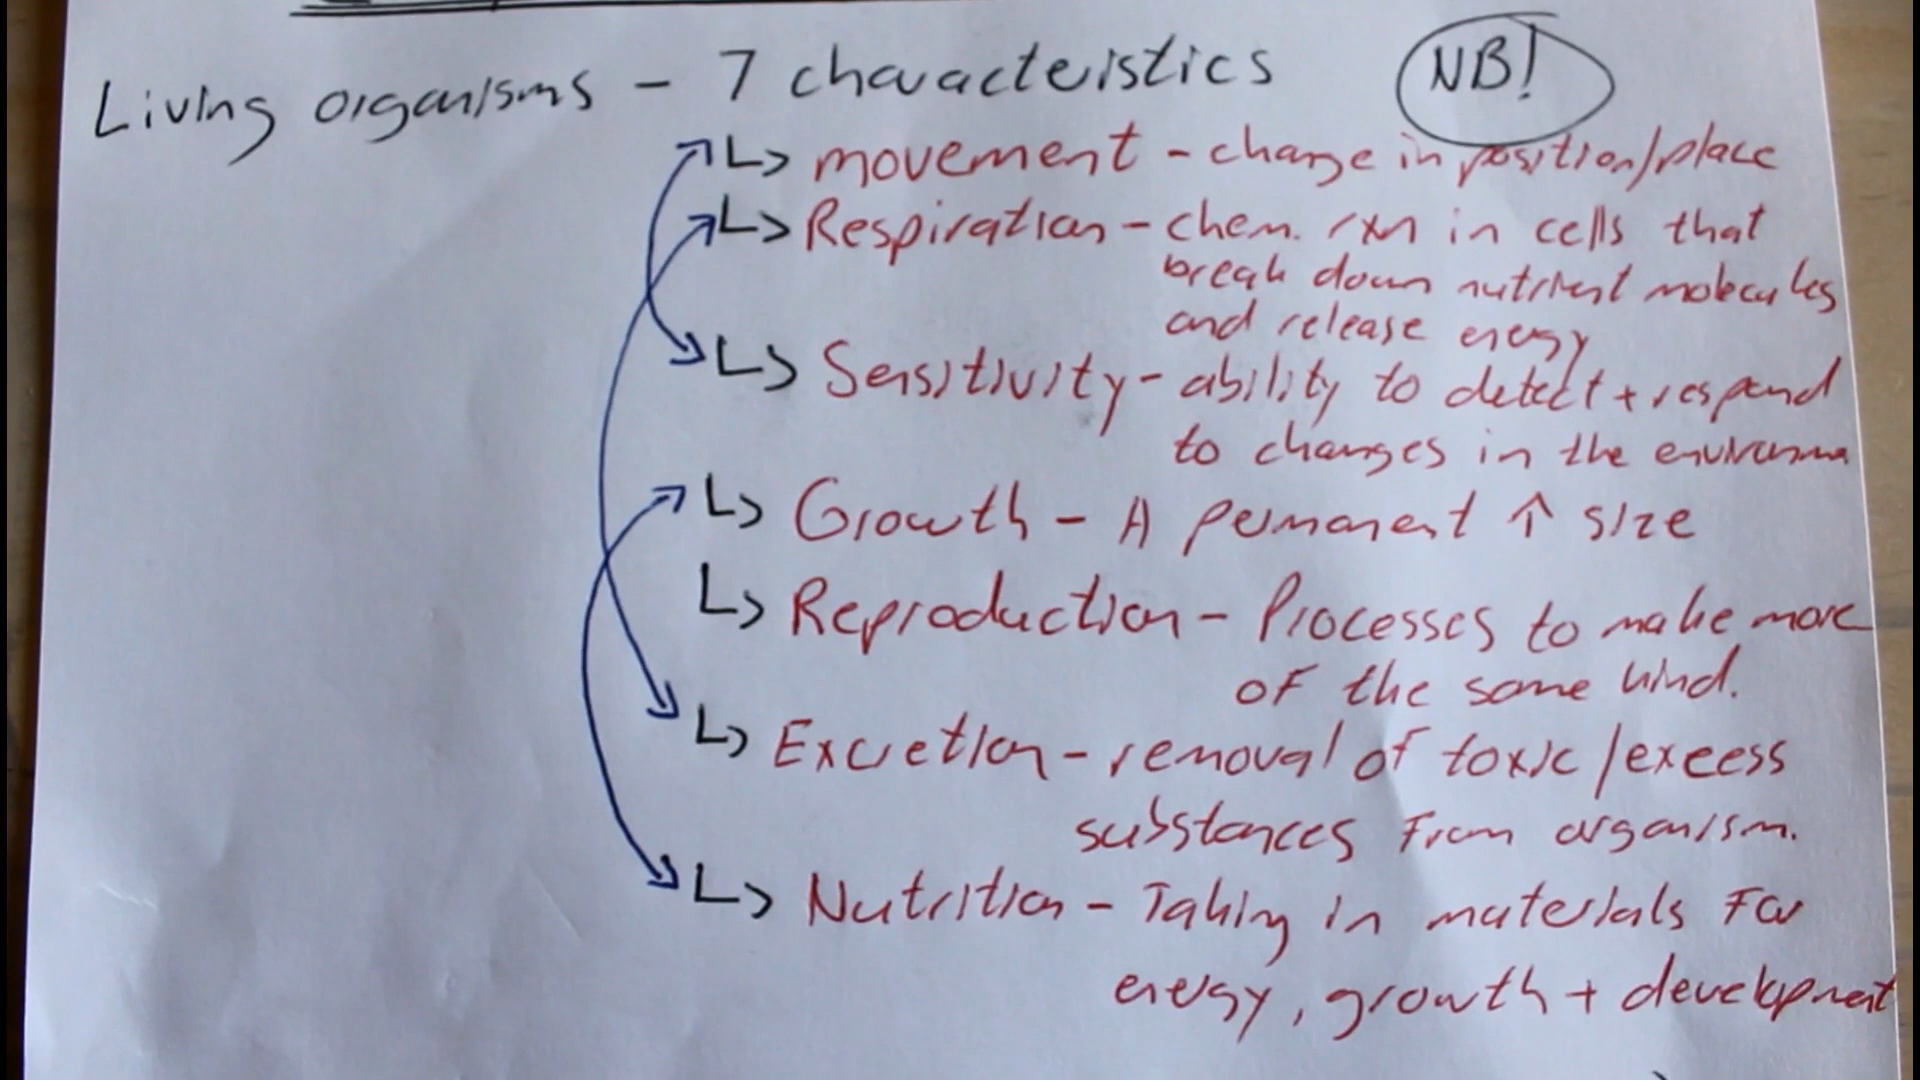 Living organisms - 7 characteristics NB!
↳ movement - change in position/place
↳ Respiration - chem. rxn in cells that
break down nutrient molecules
and release energy
↳ Sensitivity - ability to detect + respond
to changes in the
↳ Growth - A permanent ↑ size
↳ Reproduction - Processes to make more
of the same kind.
↳ Excretion - removal of toxic/excess
substances from organism.
↳ Nutrition - Taking in materials for
energy, growth + development